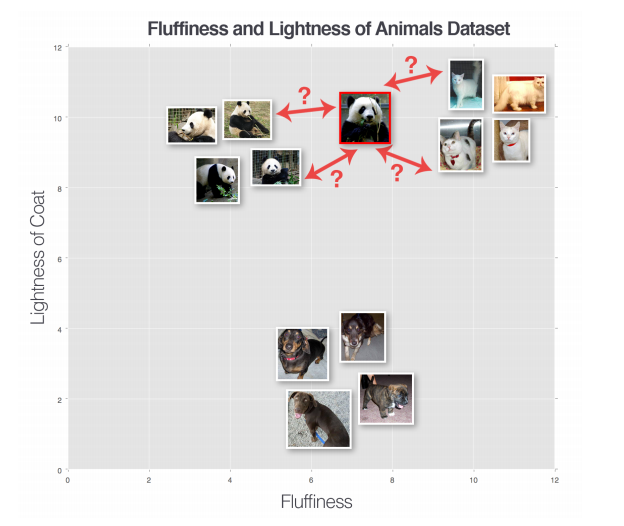 Fluffiness and Lightness of Animals Dataset
12
10
8
6
4
2
0
Lightness of Coat
?
?
?
?
0 2 4 6 8 10 12
Fluffiness